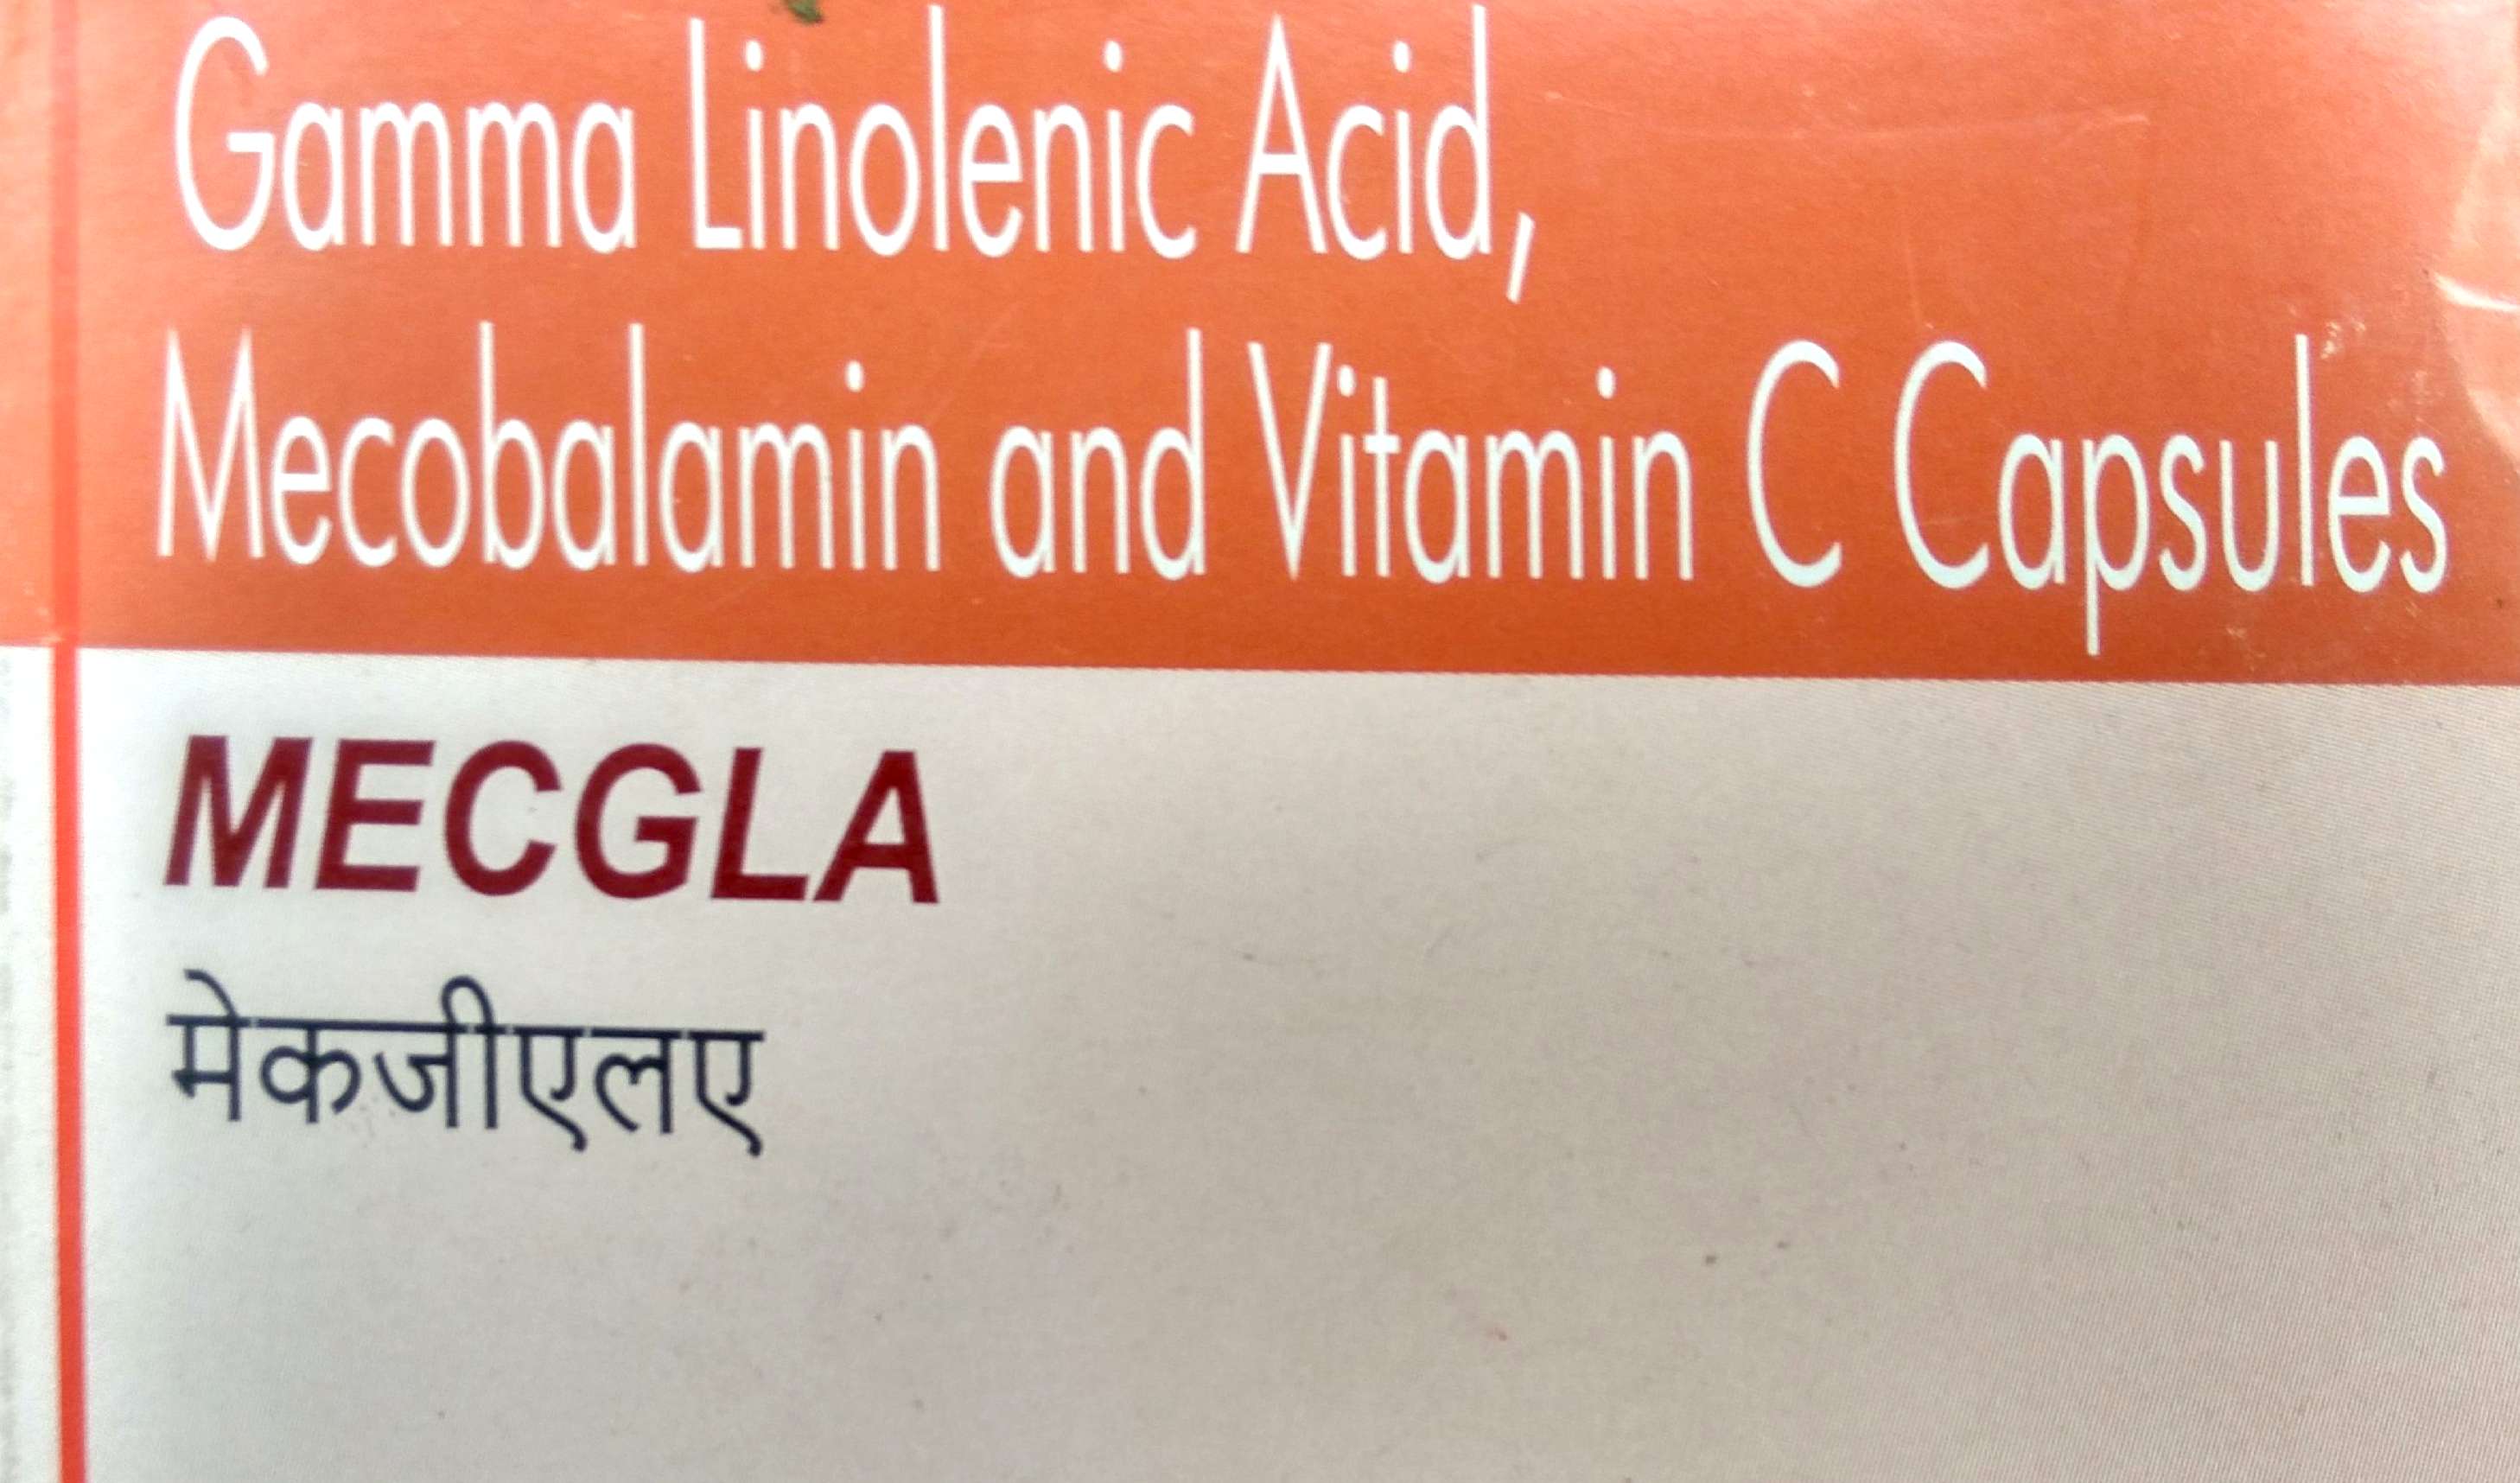 Gamma Linolenic Acid,
Mecobalamin and Vitamin C Capsules
MECGLA
मेकजीएलए